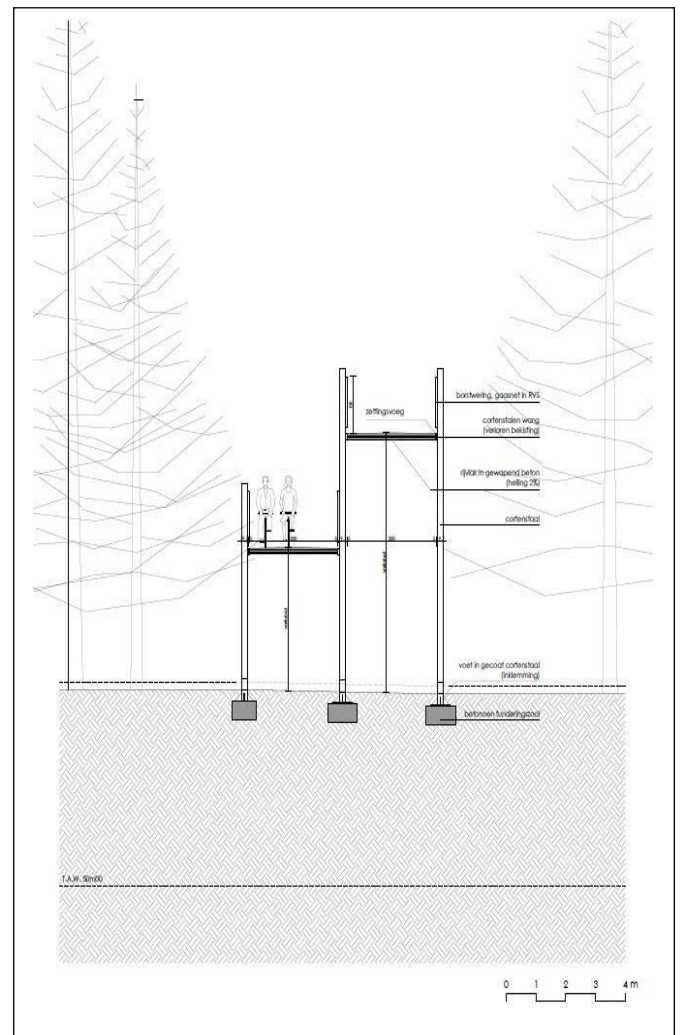 borstwering, gaasnet in RVS
zettingsvoeg
cortenstalen wang
(verloren bekisting)
rijvlak in gewapend beton
(helling 2%)
cortenstaal
voet in gecoat cortenstaal
(inklemming)
betonnen funderingszool
T.A.W. 50m00
0 1 2 3 4 m